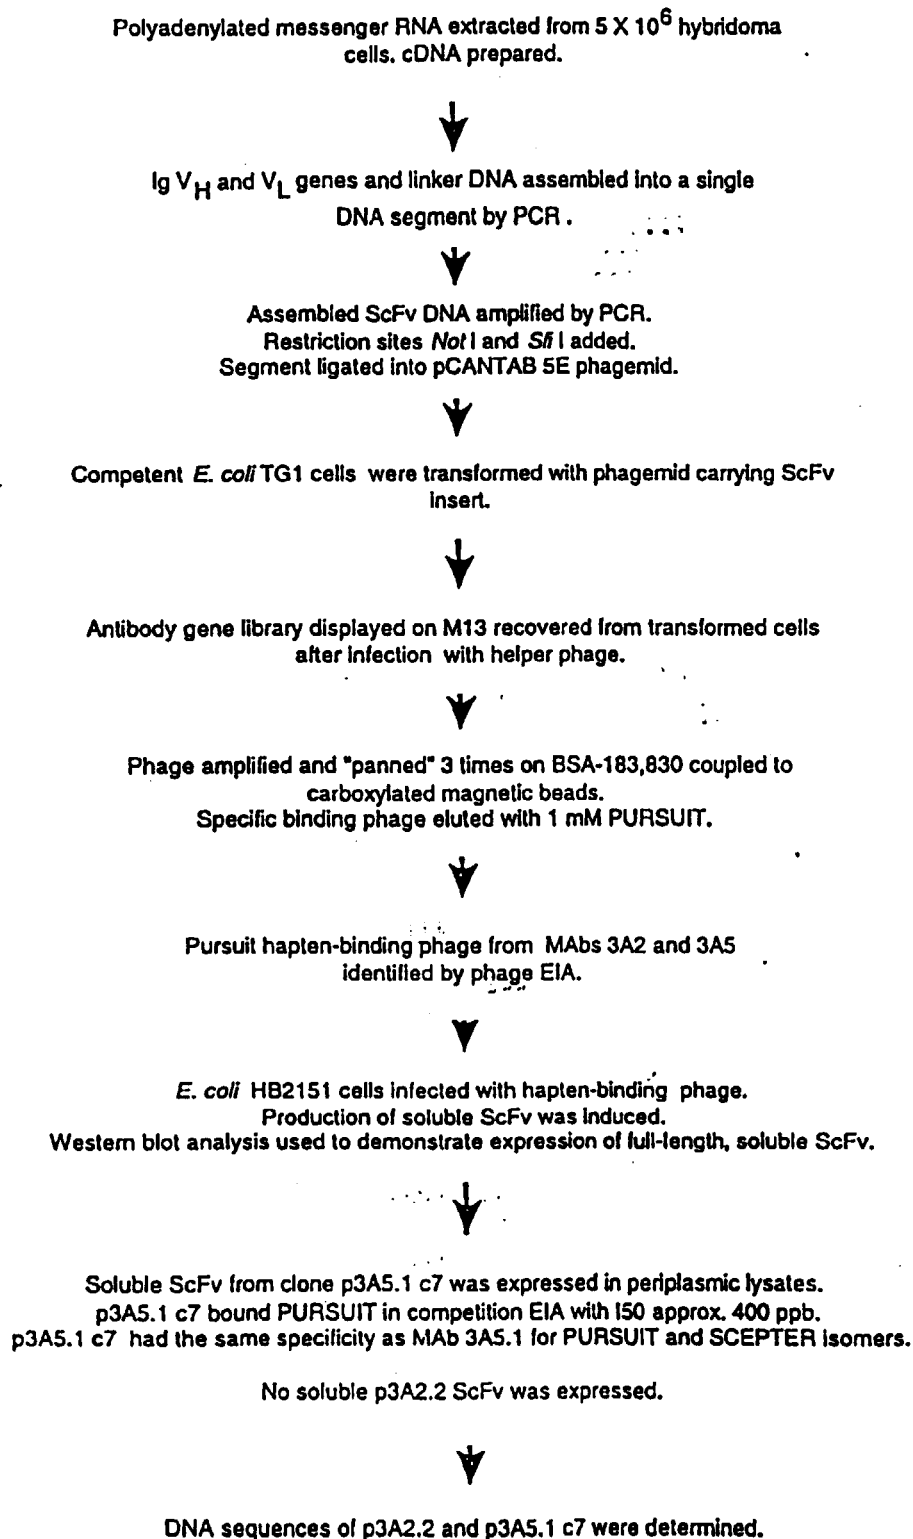 Polyadenylated messenger RNA extracted from 5 X 10⁶ hybridoma
cells. cDNA prepared.
Ig V_H and V_L genes and linker DNA assembled into a single
DNA segment by PCR.
Assembled ScFv DNA amplified by PCR.
Restriction sites Not I and Sfi I added.
Segment ligated into pCANTAB 5E phagemid.
Competent E. coli TG1 cells were transformed with phagemid carrying ScFv
insert.
Antibody gene library displayed on M13 recovered from transformed cells
after infection with helper phage.
Phage amplified and "panned" 3 times on BSA-183,830 coupled to
carboxylated magnetic beads.
Specific binding phage eluted with 1 mM PURSUIT.
Pursuit hapten-binding phage from MAbs 3A2 and 3A5
identified by phage EIA.
E. coli HB2151 cells infected with hapten-binding phage.
Production of soluble ScFv was induced.
Western blot analysis used to demonstrate expression of full-length, soluble ScFv.
Soluble ScFv from clone p3A5.1 c7 was expressed in periplasmic lysates.
p3A5.1 c7 bound PURSUIT in competition EIA with I50 approx. 400 ppb.
p3A5.1 c7 had the same specificity as MAb 3A5.1 for PURSUIT and SCEPTER isomers.
No soluble p3A2.2 ScFv was expressed.
DNA sequences of p3A2.2 and p3A5.1 c7 were determined.